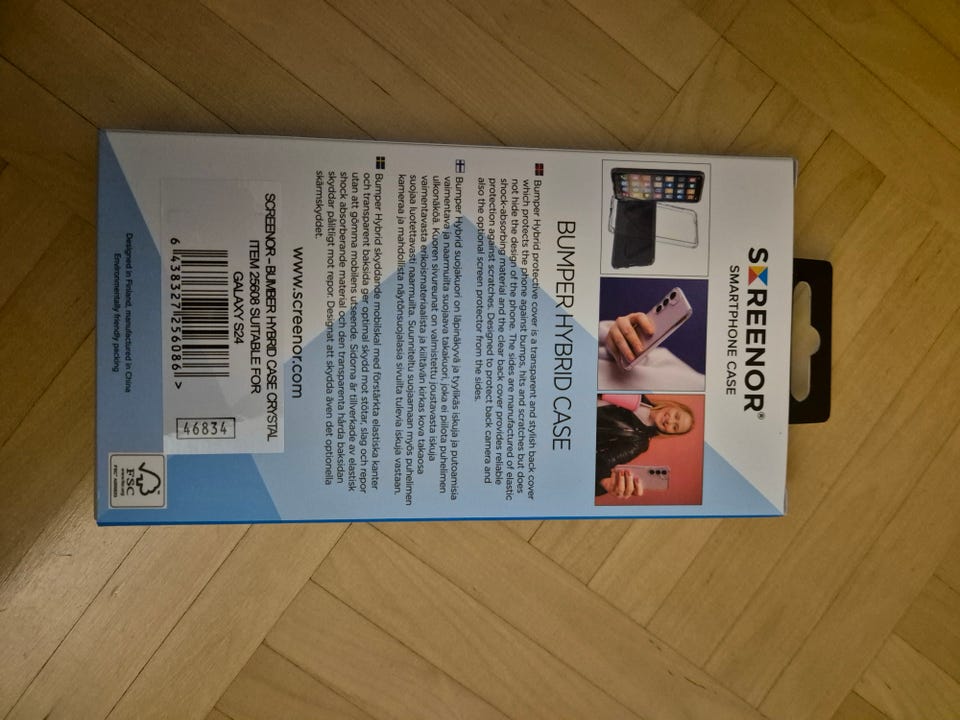 SCREENOR®
SMARTPHONE CASE
BUMPER HYBRID CASE
Bumper Hybrid protective cover is a transparent and stylish back cover
which protects the phone against bumps, hits and scratches but does
not hide the design of the phone. The sides are manufactured of elastic
shock-absorbing material and the clear back cover provides reliable
protection against scratches. Designed to protect back camera and
also the optional screen protector from the sides.
Bumper Hybrid suojakuori on läpinäkyvä ja tyylikäs iskuja ja putoamisia
vaimentava ja naarmuilta suojaava takakuori, joka ei piilota puhelimen
ulkonäköä. Kuoren sivureunat on valmistettu joustavasta iskuja
vaimentavasta erikoismateriaalista ja kiiltävän kirkas kova takaosa
suojaa luotettavasti naarmuilta. Suunniteltu suojaamaan myös puhelimen
kameraa ja mahdollista näytönsuojalasia sivuilta tulevia iskuja vastaan.
Bumper Hybrid skyddande mobilskal med förstärkta elastiska kanter
och transparent baksida ger optimal skydd mot stötar, slag och repor
utan att gömma mobilens utseende. Sidorna är tillverkade av elastisk
shock absorberande material och den transparenta hårda baksidan
skyddar pålitligt mot repor. Designat att skydda även det optionella
skärmskyddet.
www.screenor.com
SCREENOR - BUMBER HYBRID CASE CRYSTAL
ITEM 25608 SUITABLE FOR
GALAXY S24
6 438327 256086 >
46834
Designed in Finland, manufactured in China
Environmentally friendly packing
FSC